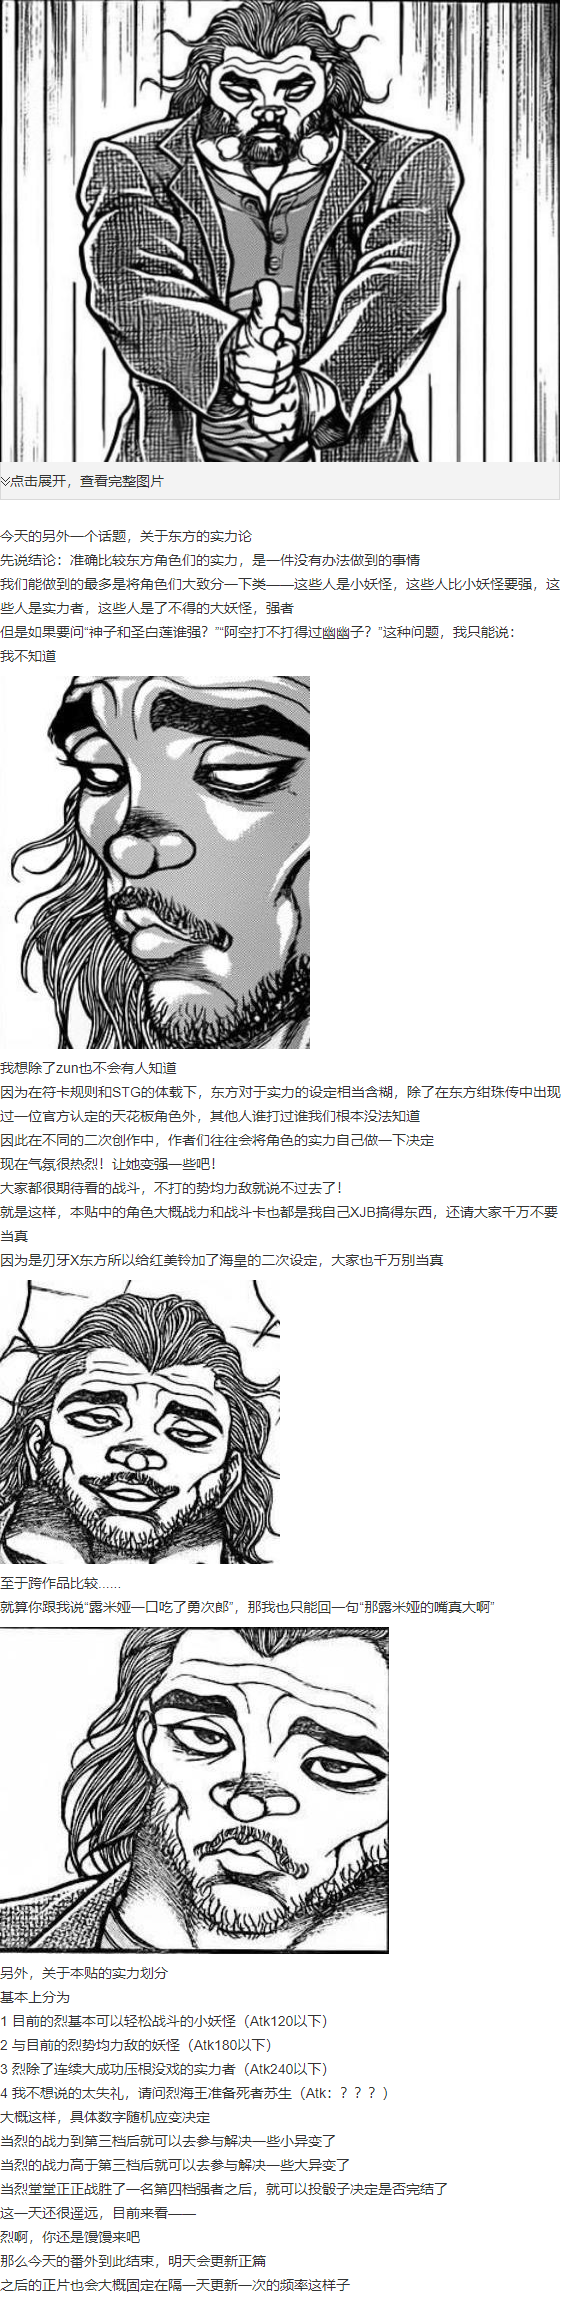 点击展开，查看完整图片
今天的另外一个话题，关于东方的实力论
先说结论：准确比较东方角色们的实力，是一件没有办法做到的事情
我们能做到的最多是将角色们大致分一下类——这些人是小妖怪，这些人比小妖怪要强，这
些人是实力者，这些人是了不得的大妖怪，强者
但是如果要问“神子和圣白莲谁强？”“阿空打不打得过幽幽子？”这种问题，我只能说：
我不知道
我想除了zun也不会有人知道
因为在符卡规则和STG的体载下，东方对于实力的设定相当含糊，除了在东方绀珠传中出现
过一位官方认定的天花板角色外，其他人谁打过谁我们根本没法知道
因此在不同的二次创作中，作者们往往会将角色的实力自己做一下决定
现在气氛很热烈！让她变强一些吧！
大家都很期待看的战斗，不打的势均力敌就说不过去了！
就是这样，本贴中的角色大概战力和战斗卡也都是我自己XJB搞得东西，还请大家千万不要
当真
因为是刃牙X东方所以给红美铃加了海皇的二次设定，大家也千万别当真
至于跨作品比较......
就算你跟我说“露米娅一口吃了勇次郎”，那我也只能回一句“那露米娅的嘴真大啊”
另外，关于本贴的实力划分
基本上分为
1 目前的烈基本可以轻松战斗的小妖怪（Atk120以下）
2 与目前的烈势均力敌的妖怪（Atk180以下）
3 烈除了连续大成功压根没戏的实力者（Atk240以下）
4 我不想说的太失礼，请问烈海王准备死者苏生（Atk：？？？）
大概这样，具体数字随机应变决定
当烈的战力到第三档后就可以去参与解决一些小异变了
当烈的战力高于第三档后就可以去参与解决一些大异变了
当烈堂堂正正战胜了一名第四档强者之后，就可以投骰子决定是否完结了
这一天还很遥远，目前来看——
烈啊，你还是慢慢来吧
那么今天的番外到此结束，明天会更新正篇
之后的正片也会大概固定在隔一天更新一次的频率这样子